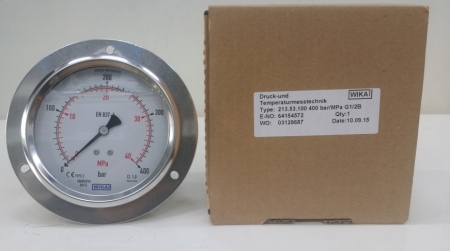 200
20
100
300
10
30
EN 837-1
40
MPa
0
bar
400
WIKA
Druck-und
WIKA
Temperaturmesstechnik
Type: 213.53.100 400 bar/MPa G1/2B
E-NO: 64154572 Qty:1
WO: 03128687 Date:10.09.15